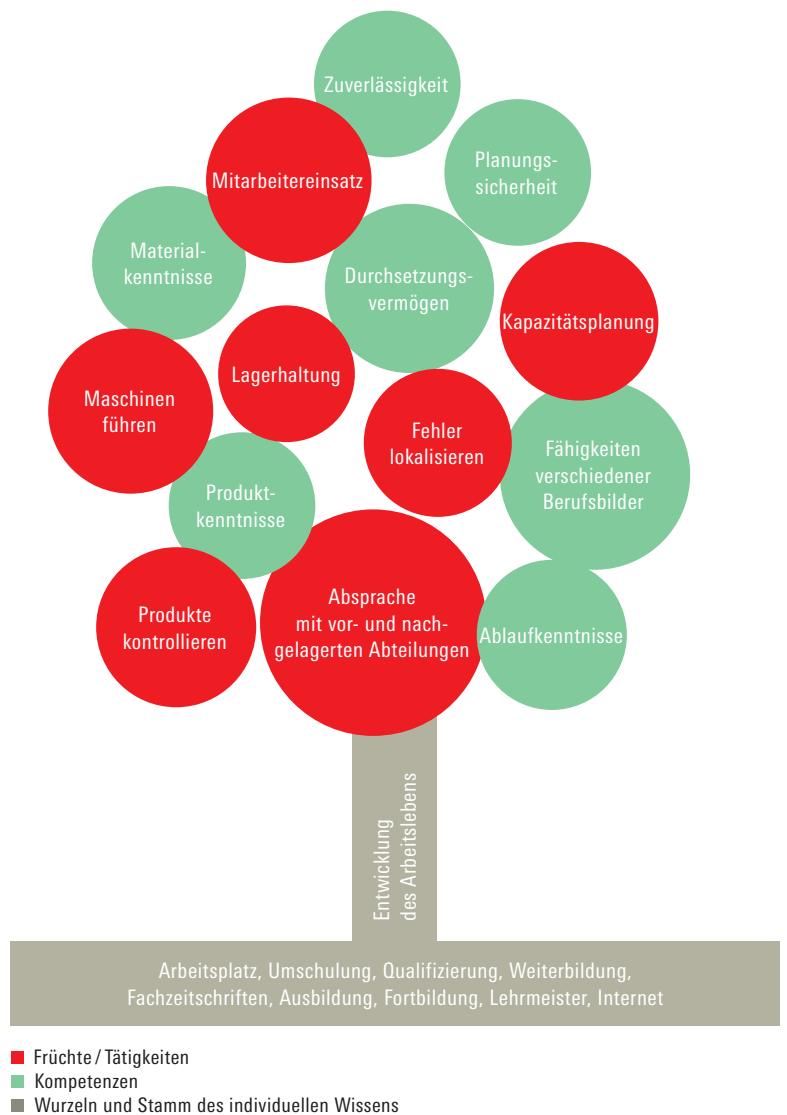 Zuverlässigkeit
Mitarbeitereinsatz
Planungs-
sicherheit
Material-
kenntnisse
Durchsetzungs-
vermögen
Kapazitätsplanung
Lagerhaltung
Maschinen
führen
Fehler
lokalisieren
Fähigkeiten
verschiedener
Berufsbilder
Produkt-
kenntnisse
Produkte
kontrollieren
Absprache
mit vor- und nach-
gelagerten Abteilungen
Ablaufkenntnisse
Entwicklung
des Arbeitslebens
Arbeitsplatz, Umschulung, Qualifizierung, Weiterbildung,
Fachzeitschriften, Ausbildung, Fortbildung, Lehrmeister, Internet
Früchte / Tätigkeiten
Kompetenzen
Wurzeln und Stamm des individuellen Wissens